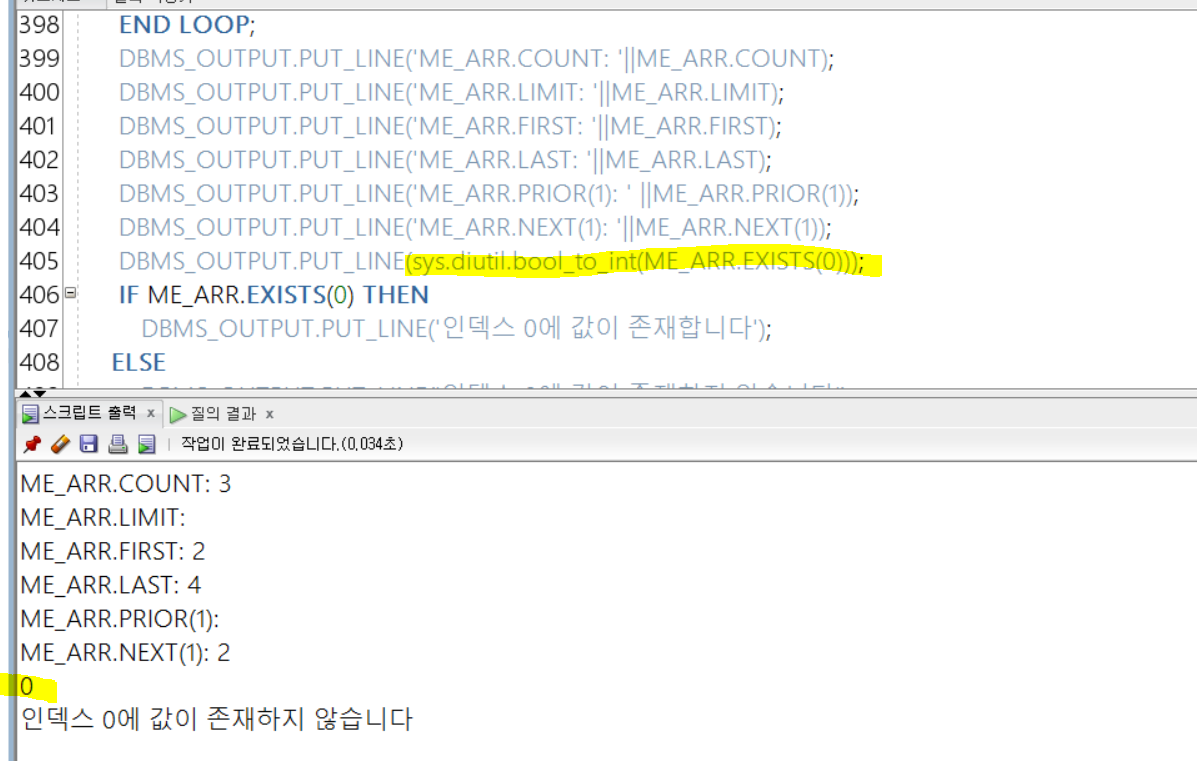 398 END LOOP;
399 DBMS_OUTPUT.PUT_LINE('ME_ARR.COUNT: '||ME_ARR.COUNT);
400 DBMS_OUTPUT.PUT_LINE('ME_ARR.LIMIT: '||ME_ARR.LIMIT);
401 DBMS_OUTPUT.PUT_LINE('ME_ARR.FIRST: '||ME_ARR.FIRST);
402 DBMS_OUTPUT.PUT_LINE('ME_ARR.LAST: '||ME_ARR.LAST);
403 DBMS_OUTPUT.PUT_LINE('ME_ARR.PRIOR(1): ' ||ME_ARR.PRIOR(1));
404 DBMS_OUTPUT.PUT_LINE('ME_ARR.NEXT(1): '||ME_ARR.NEXT(1));
405 DBMS_OUTPUT.PUT_LINE(sys.diutil.bool_to_int(ME_ARR.EXISTS(0)));
406 IF ME_ARR.EXISTS(0) THEN
407 DBMS_OUTPUT.PUT_LINE('인덱스 0에 값이 존재합니다');
408 ELSE
스크립트 출력 x 질의 결과 x
작업이 완료되었습니다.(0,034초)
ME_ARR.COUNT: 3
ME_ARR.LIMIT:
ME_ARR.FIRST: 2
ME_ARR.LAST: 4
ME_ARR.PRIOR(1):
ME_ARR.NEXT(1): 2
0
인덱스 0에 값이 존재하지 않습니다